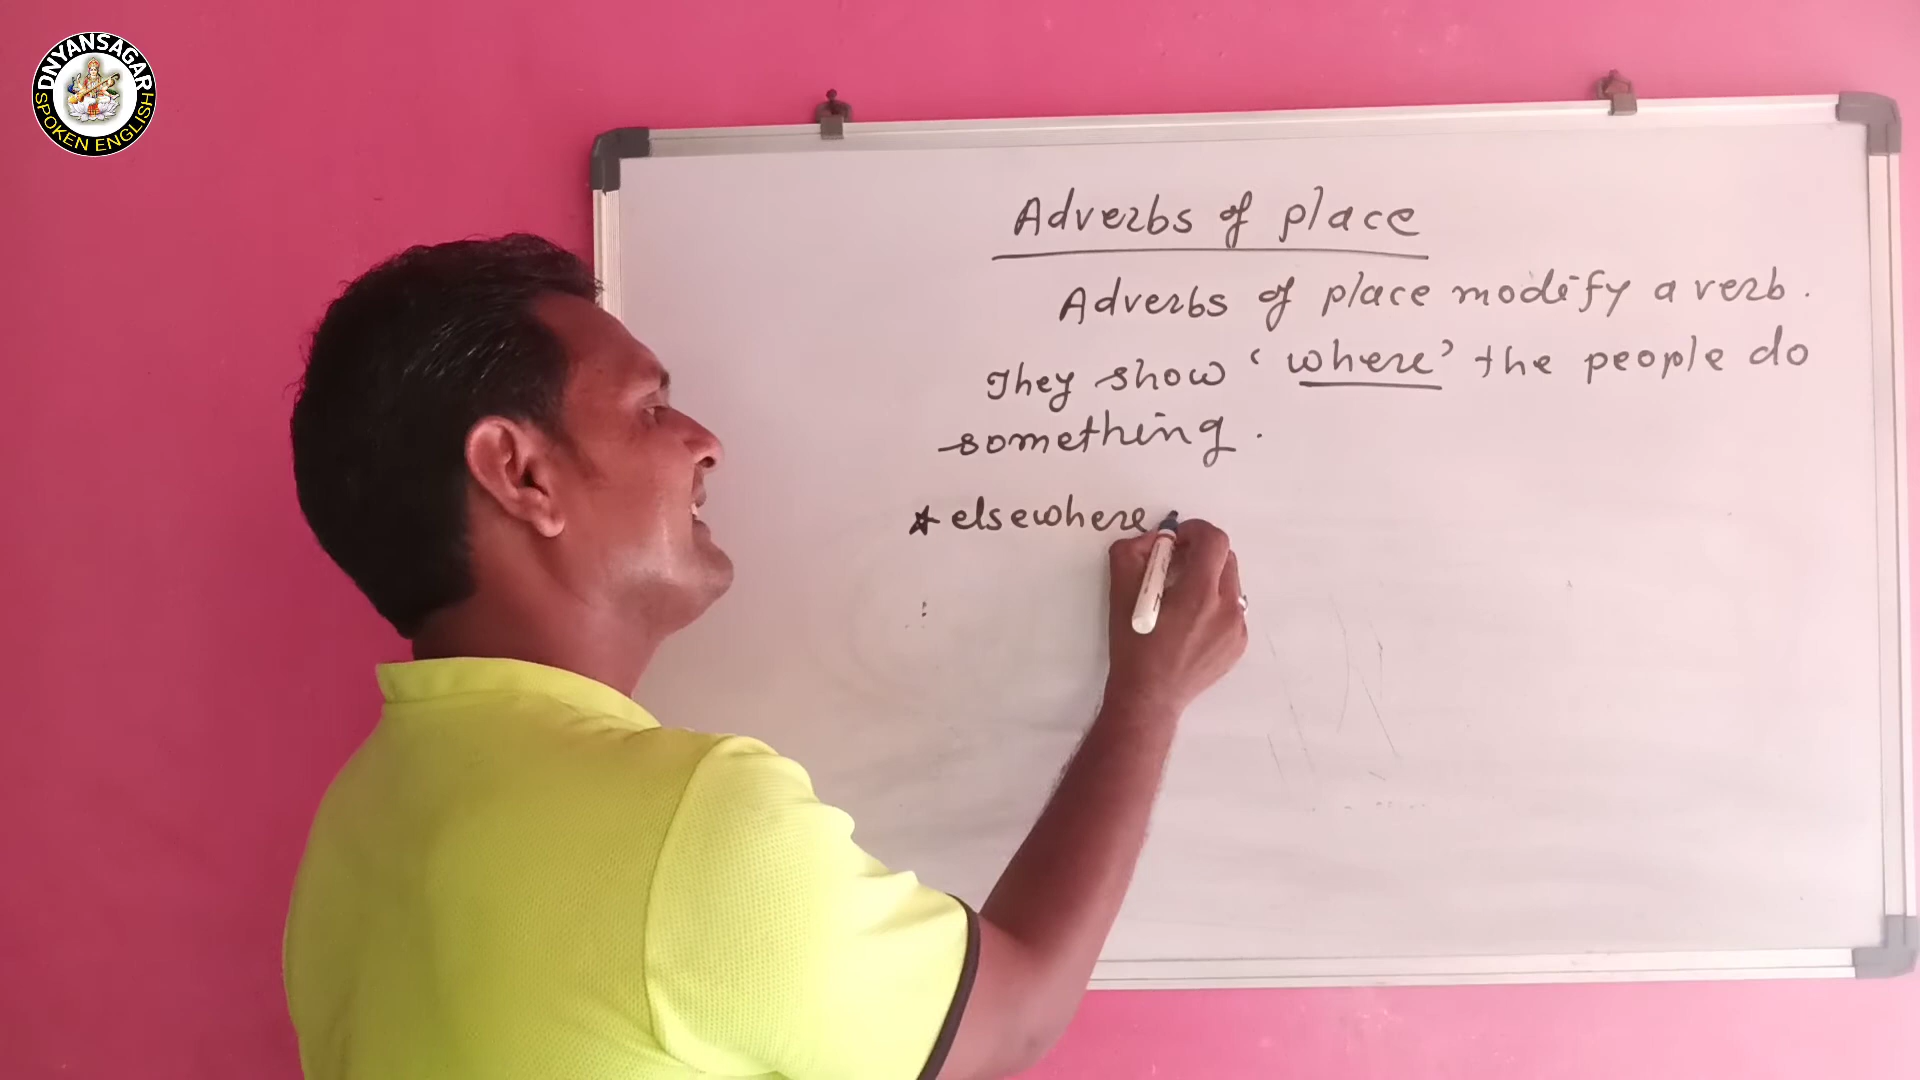 DNYANSAGAR
SPOKEN ENGLISH
Adverbs of place
Adverbs of place modify a verb.
They show 'where' the people do
something.
* elsewhere